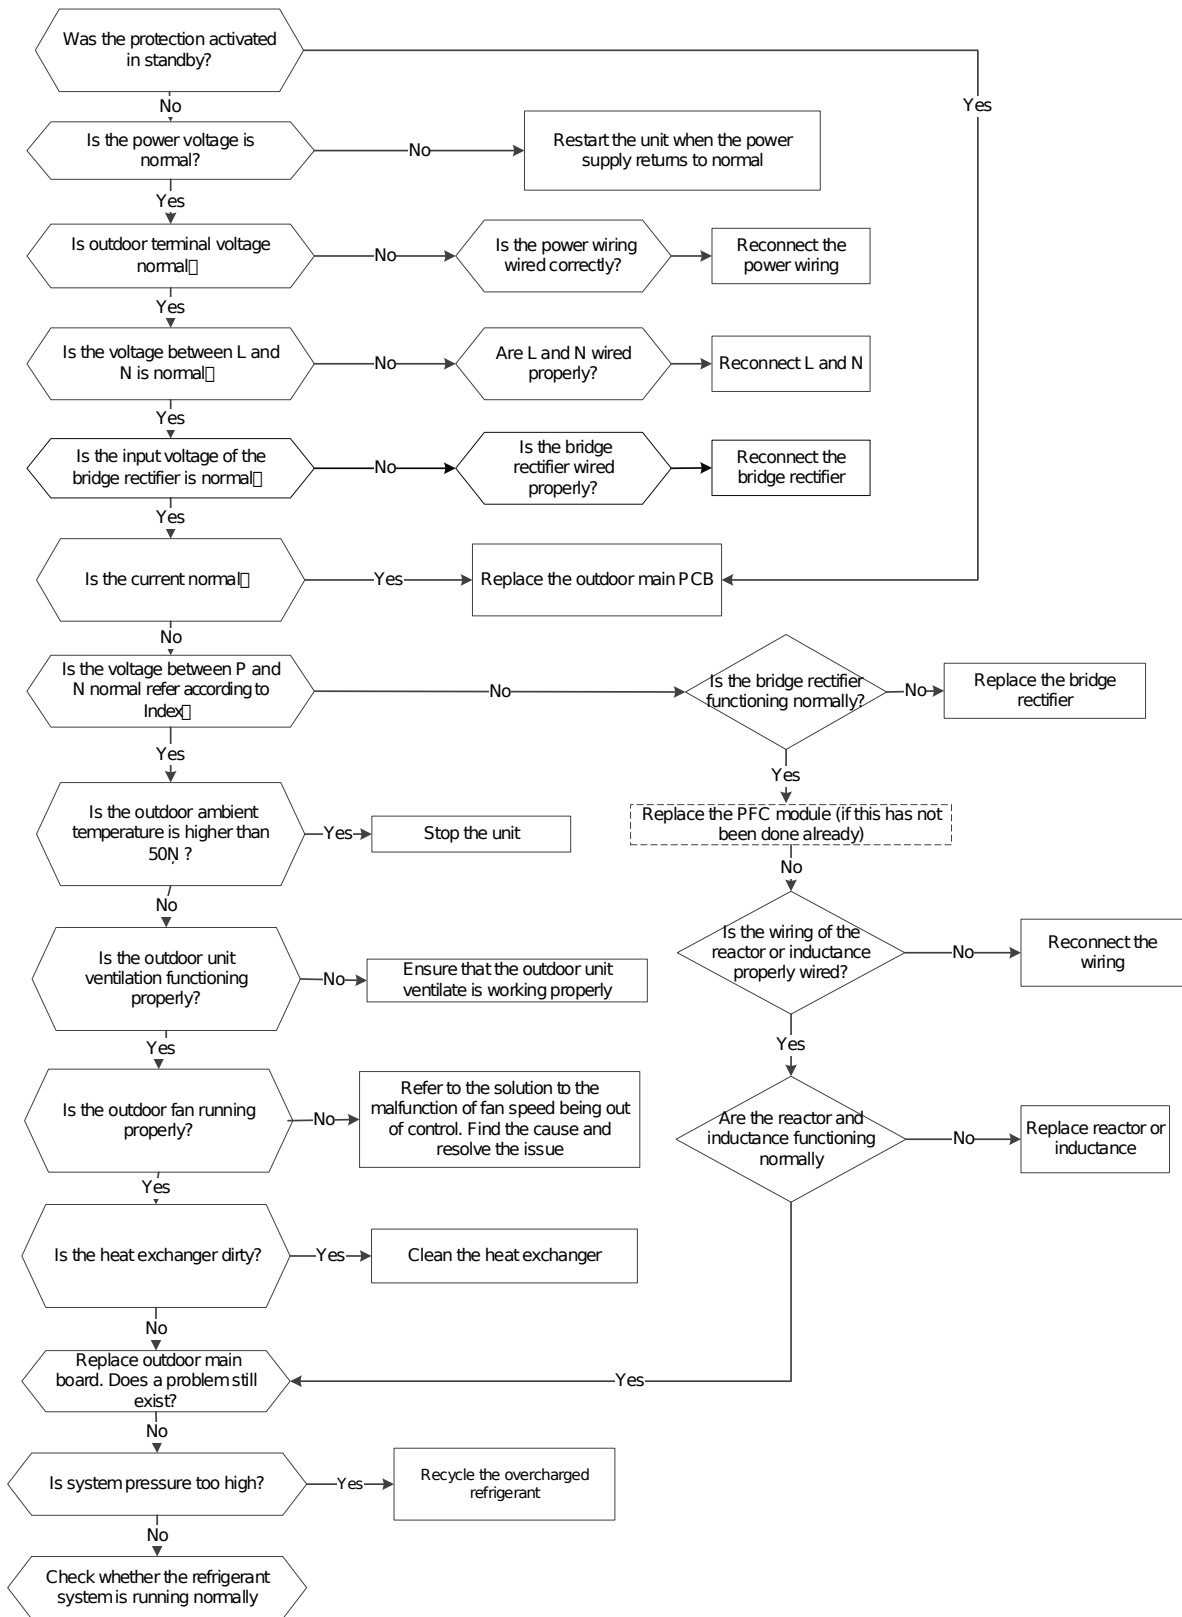 Was the protection activated
in standby?
Yes
No
Is the power voltage is
normal?
No
Restart the unit when the power
supply returns to normal
Yes
Is outdoor terminal voltage
normal▯
No
Is the power wiring
wired correctly?
Reconnect the
power wiring
Yes
Is the voltage between L and
N is normal▯
No
Are L and N wired
properly?
Reconnect L and N
Yes
Is the input voltage of the
bridge rectifier is normal▯
No
Is the bridge
rectifier wired
properly?
Reconnect the
bridge rectifier
Yes
Is the current normal▯
Yes
Replace the outdoor main PCB
No
Is the voltage between P and
N normal refer according to
Index▯
No
Is the bridge rectifier
functioning normally?
No
Replace the bridge
rectifier
Yes
Yes
Is the outdoor ambient
temperature is higher than
50Ņ ?
Yes
Stop the unit
Replace the PFC module (if this has not
been done already)
No
No
Is the outdoor unit
ventilation functioning
properly?
No
Ensure that the outdoor unit
ventilate is working properly
Is the wiring of the
reactor or inductance
properly wired?
No
Reconnect the
wiring
Yes
Yes
Is the outdoor fan running
properly?
No
Refer to the solution to the
malfunction of fan speed being out
of control. Find the cause and
resolve the issue
Are the reactor and
inductance functioning
normally
No
Replace reactor or
inductance
Yes
Is the heat exchanger dirty?
Yes
Clean the heat exchanger
No
Replace outdoor main
board. Does a problem still
exist?
Yes
No
Is system pressure too high?
Yes
Recycle the overcharged
refrigerant
No
Check whether the refrigerant
system is running normally